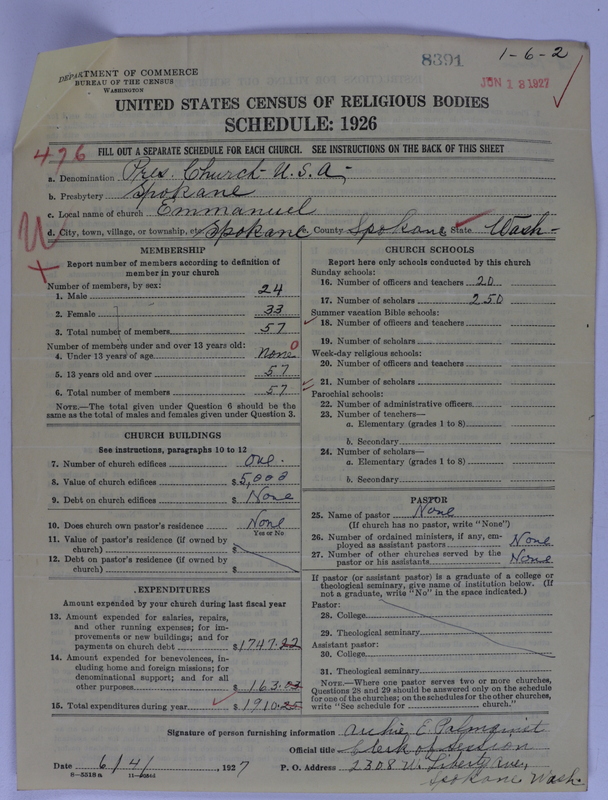 8391
1-6-2
JUN 18 1927
DEPARTMENT OF COMMERCE
BUREAU OF THE CENSUS
WASHINGTON
UNITED STATES CENSUS OF RELIGIOUS BODIES
SCHEDULE: 1926
476
FILL OUT A SEPARATE SCHEDULE FOR EACH CHURCH. SEE INSTRUCTIONS ON THE BACK OF THIS SHEET
a. Denomination Pres. Church U.S.A.
b. Presbytery Spokane
c. Local name of church Emmanuel
d. City, town, village, or township, etc. Spokane County Spokane State Wash
MEMBERSHIP
Report number of members according to definition of
member in your church
Number of members, by sex:
1. Male 24
2. Female 33
3. Total number of members 57
Number of members under and over 13 years old:
4. Under 13 years of age None 0
5. 13 years old and over 57
6. Total number of members 57
NOTE.—The total given under Question 6 should be the
same as the total of males and females given under Question 3.
CHURCH BUILDINGS
See instructions, paragraphs 10 to 12
7. Number of church edifices one.
8. Value of church edifices $5,000
9. Debt on church edifices $ None
10. Does church own pastor's residence None
Yes or No
11. Value of pastor's residence (if owned by
church) $
12. Debt on pastor's residence (if owned by
church) $
EXPENDITURES
Amount expended by your church during last fiscal year
13. Amount expended for salaries, repairs,
and other running expenses; for im-
provements or new buildings; and for
payments on church debt $1747.22
14. Amount expended for benevolences, in-
cluding home and foreign missions; for
denominational support; and for all
other purposes $163.03
15. Total expenditures during year $1910.25
CHURCH SCHOOLS
Report here only schools conducted by this church
Sunday schools:
16. Number of officers and teachers 20
17. Number of scholars 250
Summer vacation Bible schools:
18. Number of officers and teachers
19. Number of scholars
Week-day religious schools:
20. Number of officers and teachers
21. Number of scholars
Parochial schools:
22. Number of administrative officers
23. Number of teachers—
a. Elementary (grades 1 to 8)
b. Secondary
24. Number of scholars—
a. Elementary (grades 1 to 8)
b. Secondary
PASTOR
25. Name of pastor None
(If church has no pastor, write "None")
26. Number of ordained ministers, if any, em-
ployed as assistant pastors None
27. Number of other churches served by the
pastor or his assistants None
If pastor (or assistant pastor) is a graduate of a college or
theological seminary, give name of institution below. (If
not a graduate, write "No" in the space indicated.)
Pastor:
28. College
29. Theological seminary
Assistant pastor:
30. College
31. Theological seminary
NOTE.—Where one pastor serves two or more churches,
Questions 28 and 29 should be answered only on the schedule
for one of the churches; on the schedules for the other churches,
write "See schedule for church."
Signature of person furnishing information Archie E. Palmquist
Official title Clerk of Session
Date 6/4/, 1927 P. O. Address 2308 W. Liberty Ave,
8—5518a
Spokane Wash.